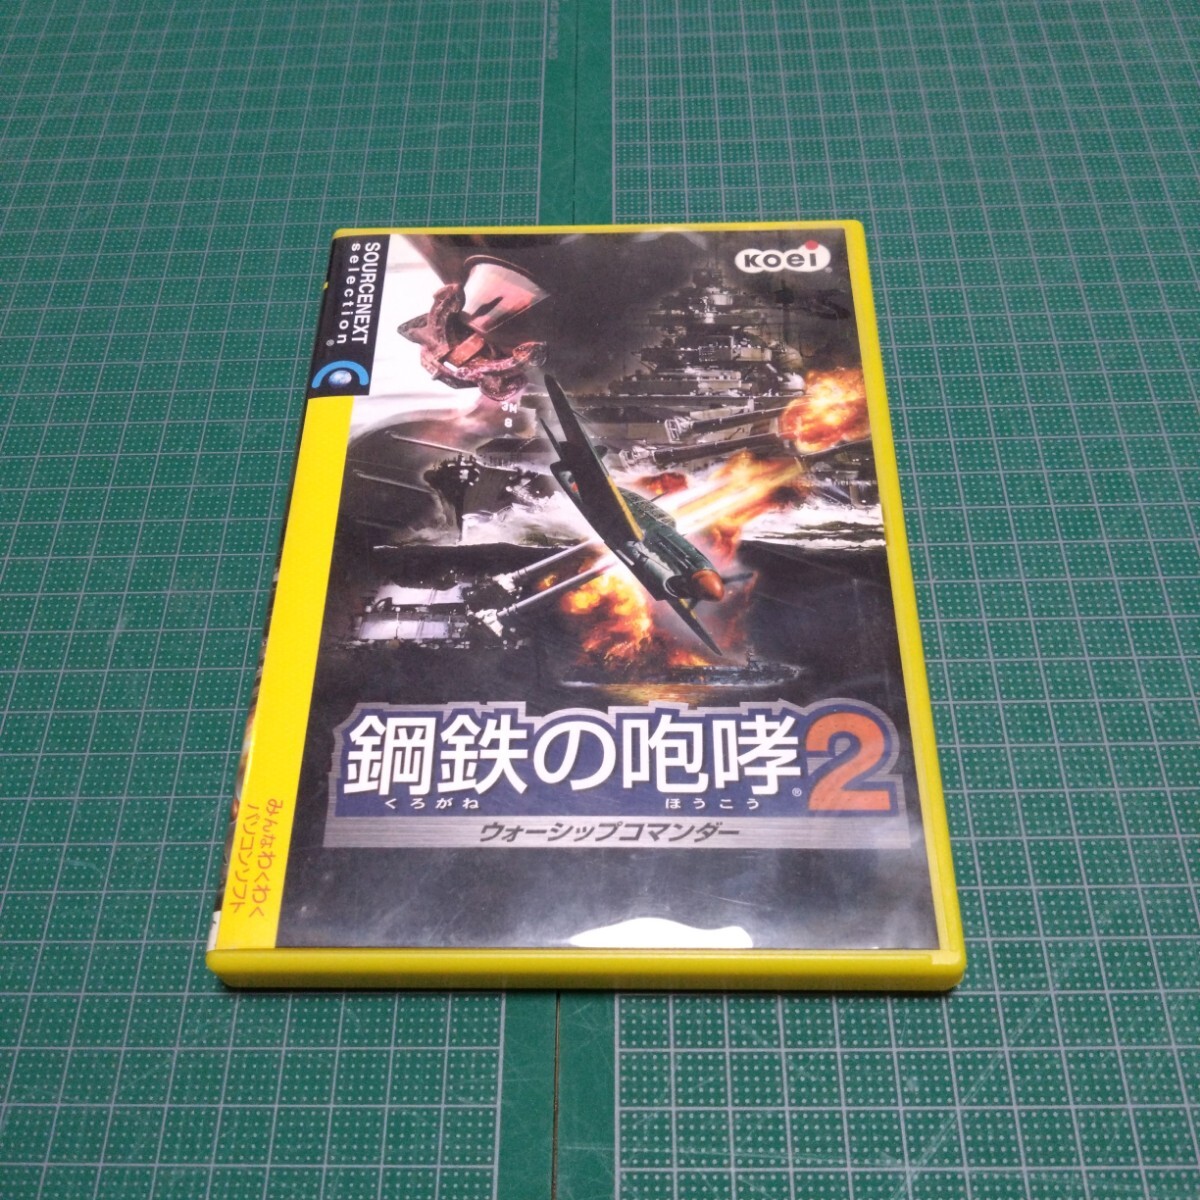 SOURCENEXT
selection®
koei®
3M
8
鋼鉄の咆哮®2
くろがね ほうこう
ウォーシップコマンダー
みんなわくわく
パソコンソフト